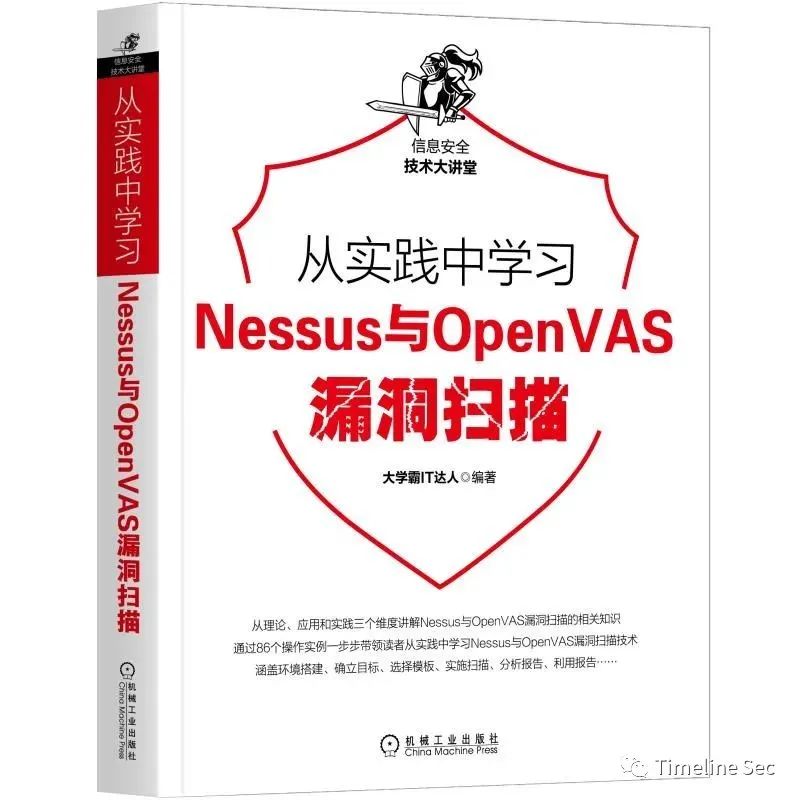 信息安全
技术大讲堂
从实践中学习
Nessus与OpenVAS漏洞扫描
机械工业出版社
China Machine Press
信息安全
技术大讲堂
从实践中学习
Nessus与OpenVAS
漏洞扫描
大学霸IT达人◎编著
从理论、应用和实践三个维度讲解Nessus与OpenVAS漏洞扫描的相关知识
通过86个操作实例一步步带领读者从实践中学习Nessus与OpenVAS漏洞扫描技术
涵盖环境搭建、确立目标、选择模板、实施扫描、分析报告、利用报告……
机械工业出版社
China Machine Press
Timeline Sec